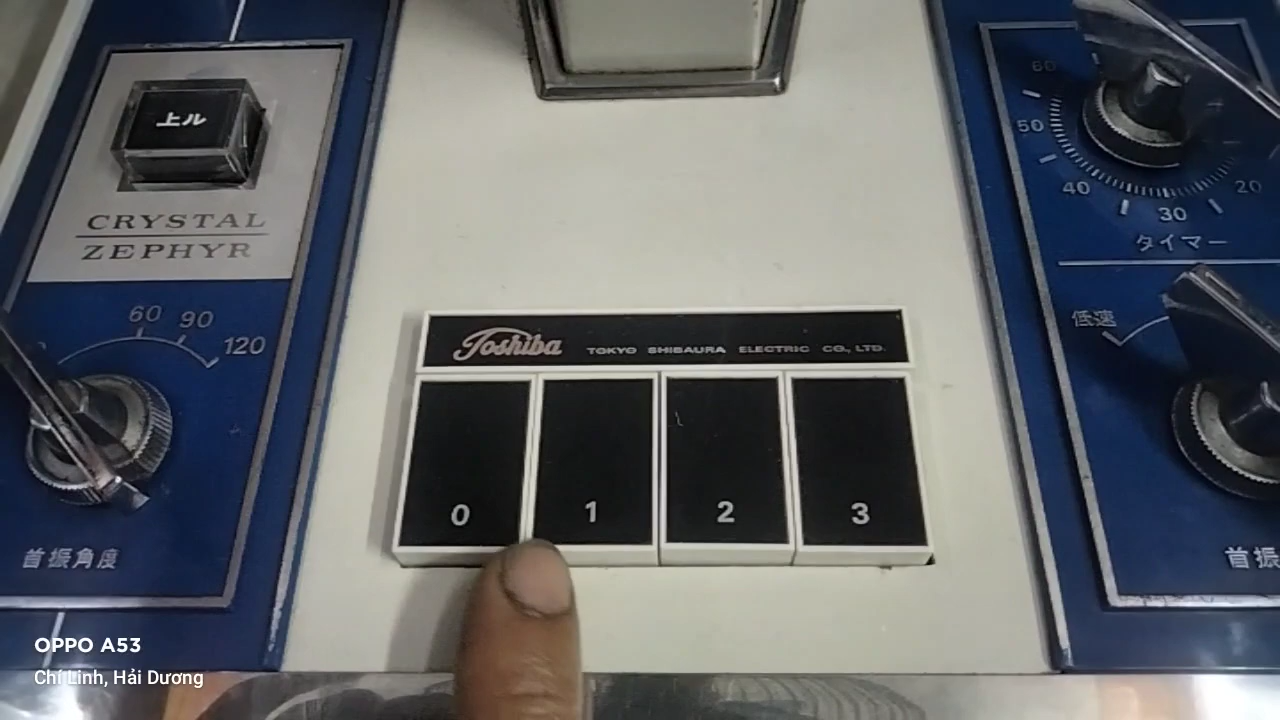 上ル
CRYSTAL
ZEPHYR
60 90 120
首振角度
Toshiba TOKYO SHIBAURA ELECTRIC CO., LTD.
0 1 2 3
60
50
40
30
20
タイマー
低速
首振
OPPO A53
Chí Linh, Hải Dương